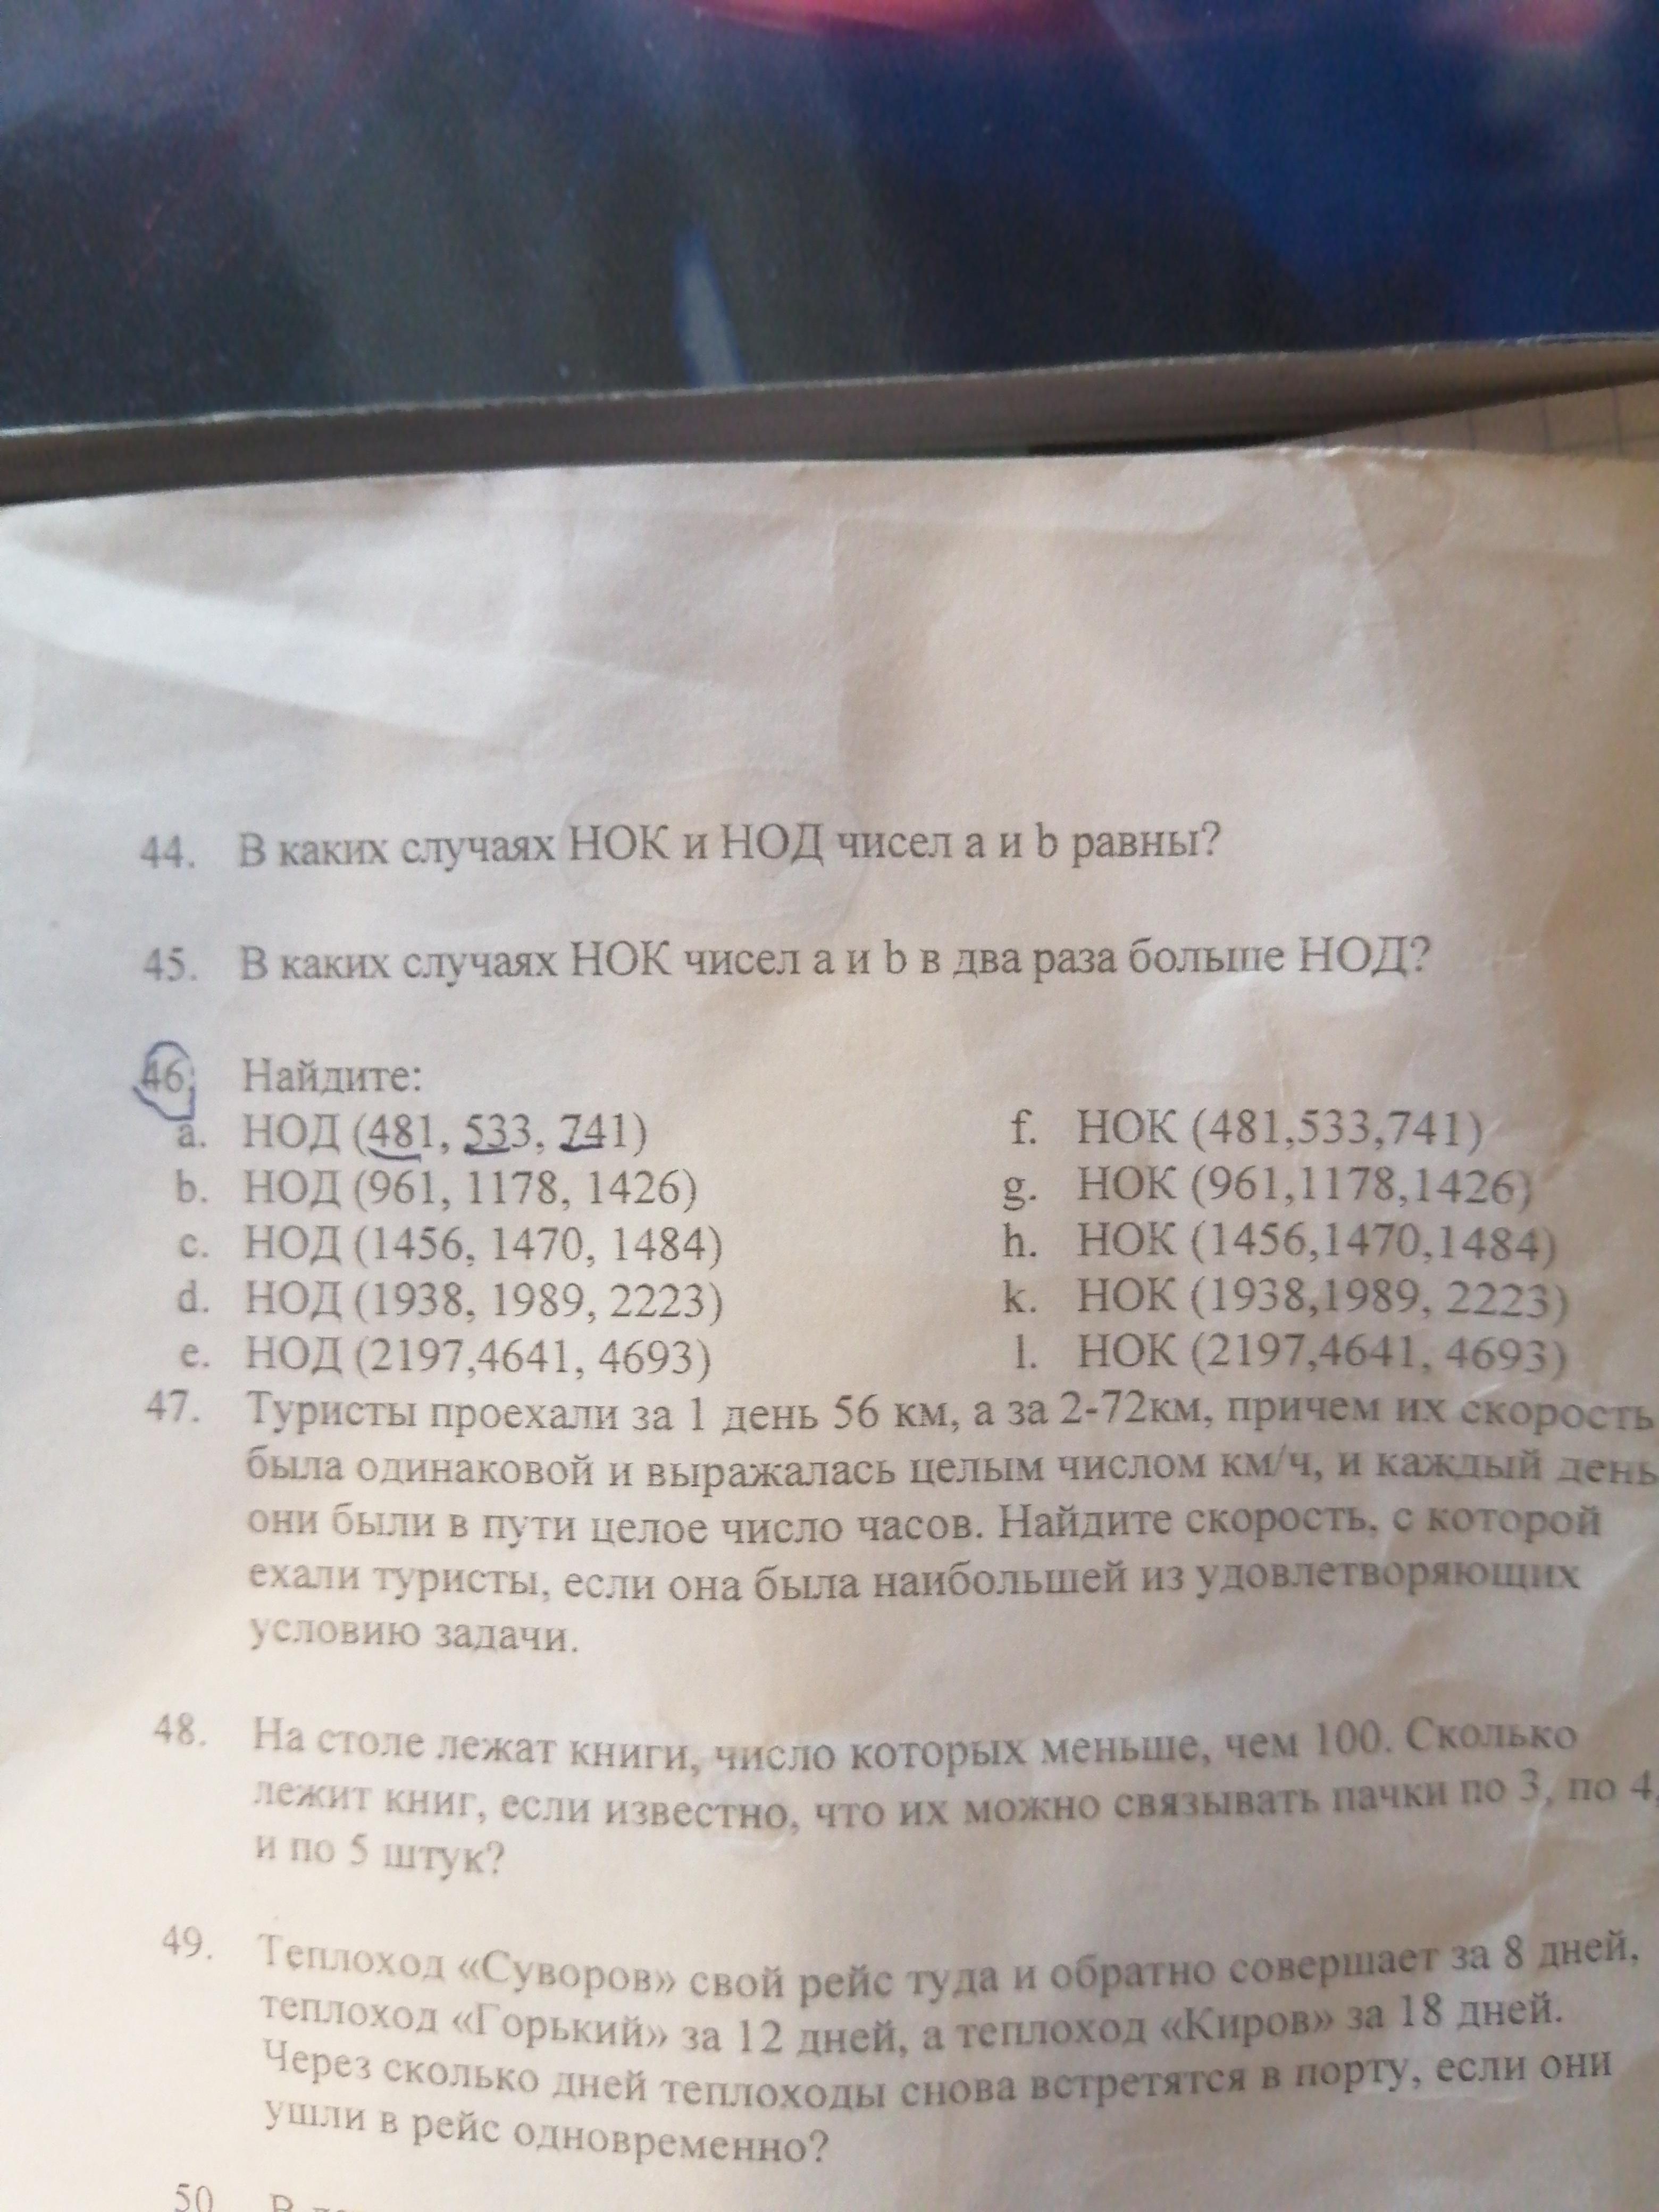 44. В каких случаях НОК и НОД чисел a и b равны?
45. В каких случаях НОК чисел a и b в два раза больше НОД?
46. Найдите:
a. НОД (481, 533, 741)
f. НОК (481,533,741)
b. НОД (961, 1178, 1426)
g. НОК (961,1178,1426)
c. НОД (1456, 1470, 1484)
h. НОК (1456,1470,1484)
d. НОД (1938, 1989, 2223)
k. НОК (1938,1989, 2223)
e. НОД (2197,4641, 4693)
l. НОК (2197,4641, 4693)
47. Туристы проехали за 1 день 56 км, а за 2-72км, причем их скорость
была одинаковой и выражалась целым числом км/ч, и каждый день
они были в пути целое число часов. Найдите скорость, с которой
ехали туристы, если она была наибольшей из удовлетворяющих
условию задачи.
48. На столе лежат книги, число которых меньше, чем 100. Сколько
лежит книг, если известно, что их можно связывать пачки по 3, по 4,
и по 5 штук?
49. Теплоход «Суворов» свой рейс туда и обратно совершает за 8 дней,
теплоход «Горький» за 12 дней, а теплоход «Киров» за 18 дней.
Через сколько дней теплоходы снова встретятся в порту, если они
ушли в рейс одновременно?
50